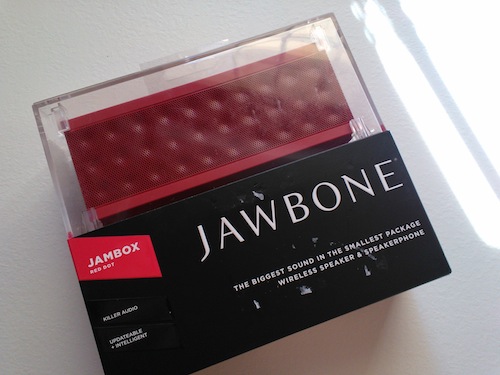 JAWBONE
THE BIGGEST SOUND IN THE SMALLEST PACKAGE
WIRELESS SPEAKER & SPEAKERPHONE
JAMBOX
RED DOT
KILLER AUDIO
UPDATEABLE
+ INTELLIGENT